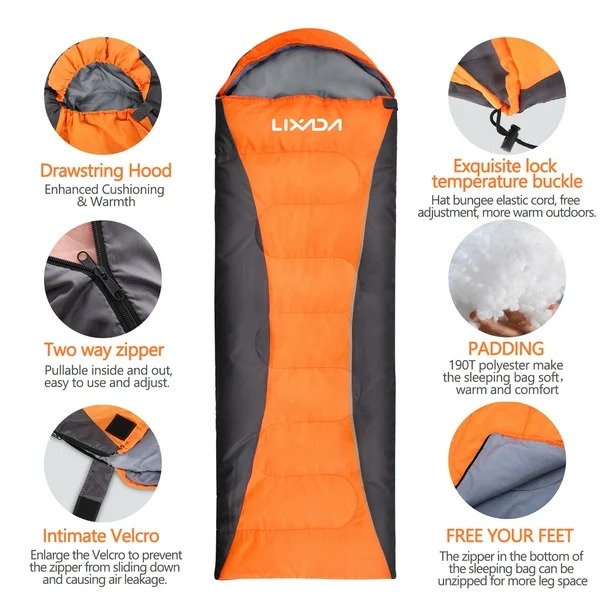 LIXADA
Drawstring Hood
Enhanced Cushioning
& Warmth
Exquisite lock
temperature buckle
Hat bungee elastic cord, free
adjustment, more warm outdoors.
Two way zipper
Pullable inside and out,
easy to use and adjust.
PADDING
190T polyester make
the sleeping bag soft,
warm and comfort
Intimate Velcro
Enlarge the Velcro to prevent
the zipper from sliding down
and causing air leakage.
FREE YOUR FEET
The zipper in the bottom of
the sleeping bag can be
unzipped for more leg space